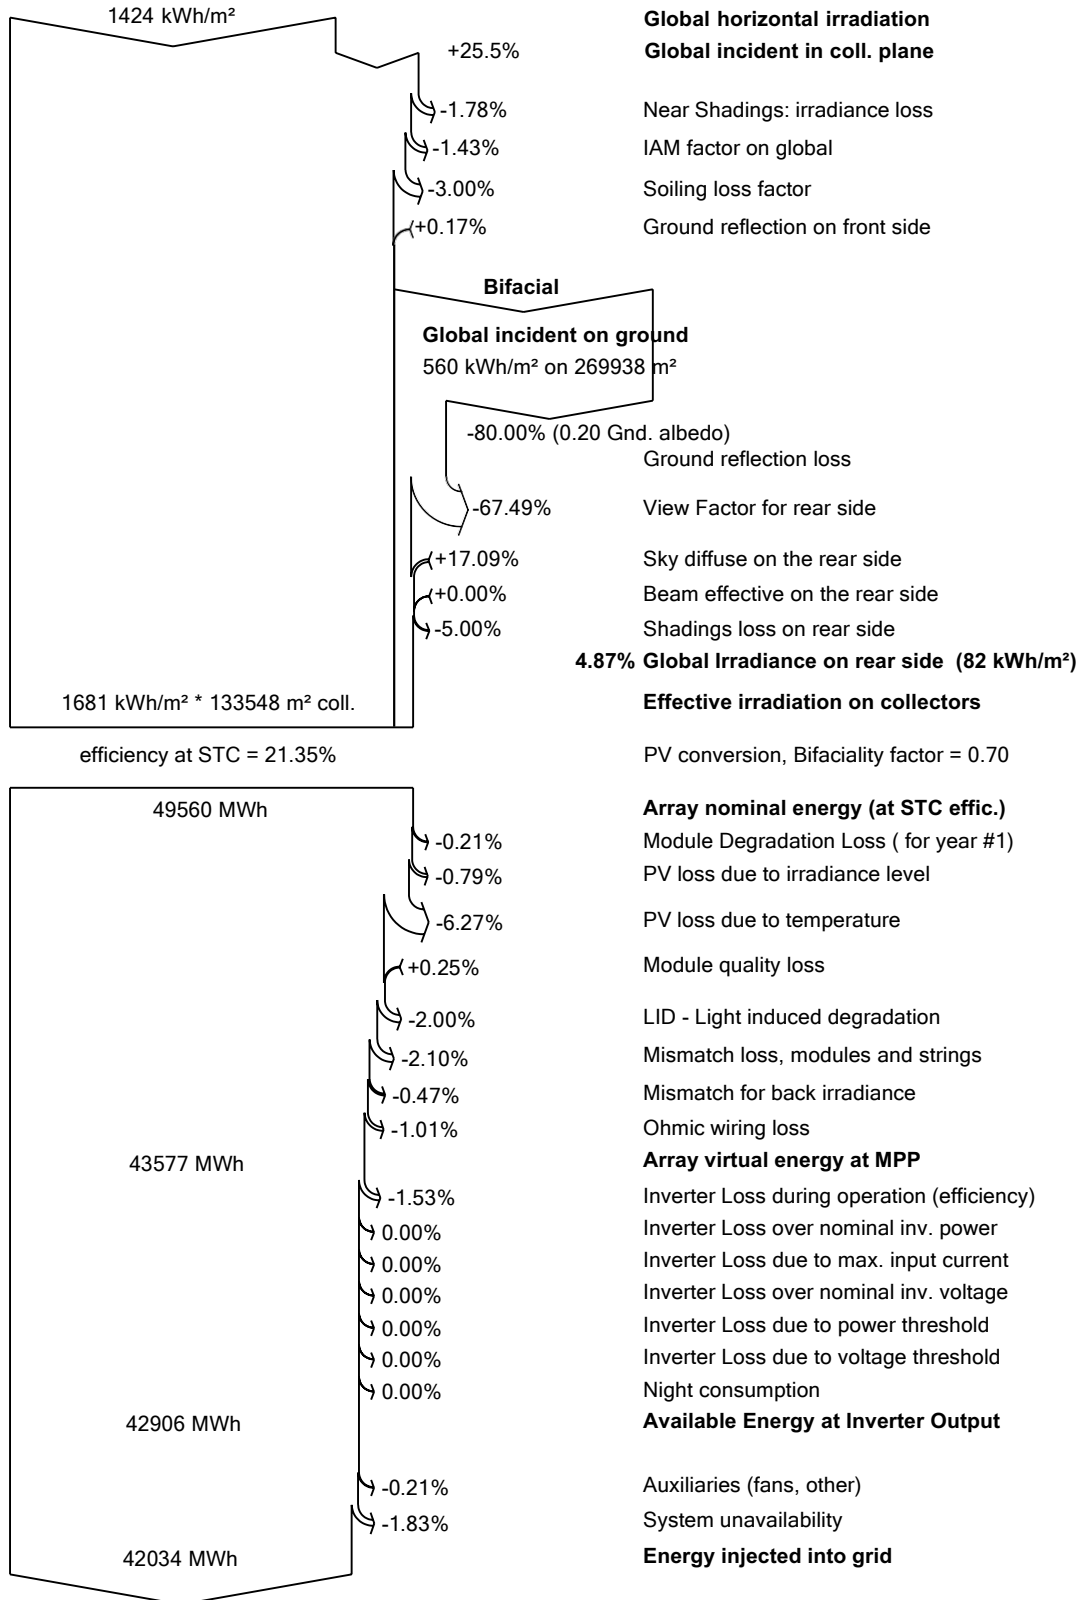 1424 kWh/m² Global horizontal irradiation
+25.5% Global incident in coll. plane
-1.78% Near Shadings: irradiance loss
-1.43% IAM factor on global
-3.00% Soiling loss factor
+0.17% Ground reflection on front side
Bifacial
Global incident on ground
560 kWh/m² on 269938 m²
-80.00% (0.20 Gnd. albedo)
Ground reflection loss
-67.49% View Factor for rear side
+17.09% Sky diffuse on the rear side
+0.00% Beam effective on the rear side
-5.00% Shadings loss on rear side
4.87% Global Irradiance on rear side (82 kWh/m²)
1681 kWh/m² * 133548 m² coll. Effective irradiation on collectors
efficiency at STC = 21.35% PV conversion, Bifaciality factor = 0.70
49560 MWh Array nominal energy (at STC effic.)
-0.21% Module Degradation Loss ( for year #1)
-0.79% PV loss due to irradiance level
-6.27% PV loss due to temperature
+0.25% Module quality loss
-2.00% LID - Light induced degradation
-2.10% Mismatch loss, modules and strings
-0.47% Mismatch for back irradiance
-1.01% Ohmic wiring loss
43577 MWh Array virtual energy at MPP
-1.53% Inverter Loss during operation (efficiency)
0.00% Inverter Loss over nominal inv. power
0.00% Inverter Loss due to max. input current
0.00% Inverter Loss over nominal inv. voltage
0.00% Inverter Loss due to power threshold
0.00% Inverter Loss due to voltage threshold
0.00% Night consumption
42906 MWh Available Energy at Inverter Output
-0.21% Auxiliaries (fans, other)
-1.83% System unavailability
42034 MWh Energy injected into grid